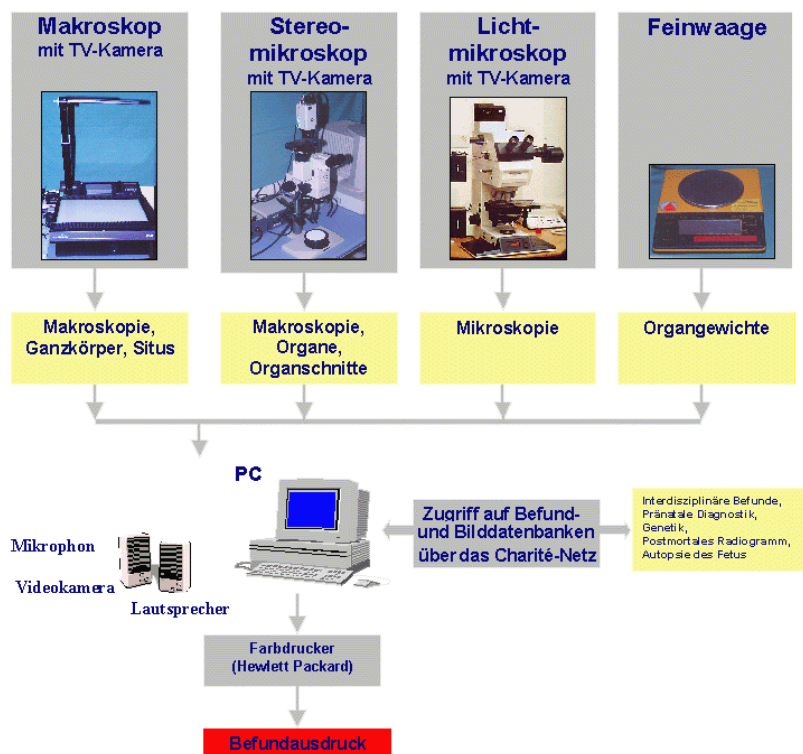 Makroskop
mit TV-Kamera
Stereo-
mikroskop
mit TV-Kamera
Licht-
mikroskop
mit TV-Kamera
Feinwaage
Makroskopie,
Ganzkörper, Situs
Makroskopie,
Organe,
Organschnitte
Mikroskopie
Organgewichte
PC
Mikrophon
Videokamera
Lautsprecher
Zugriff auf Befund-
und Bilddatenbanken
über das Charité-Netz
Interdisziplinäre Befunde,
Pränatale Diagnostik,
Genetik,
Postmortales Radiogramm,
Autopsie des Fetus
Farbdrucker
(Hewlett Packard)
Befundausdruck